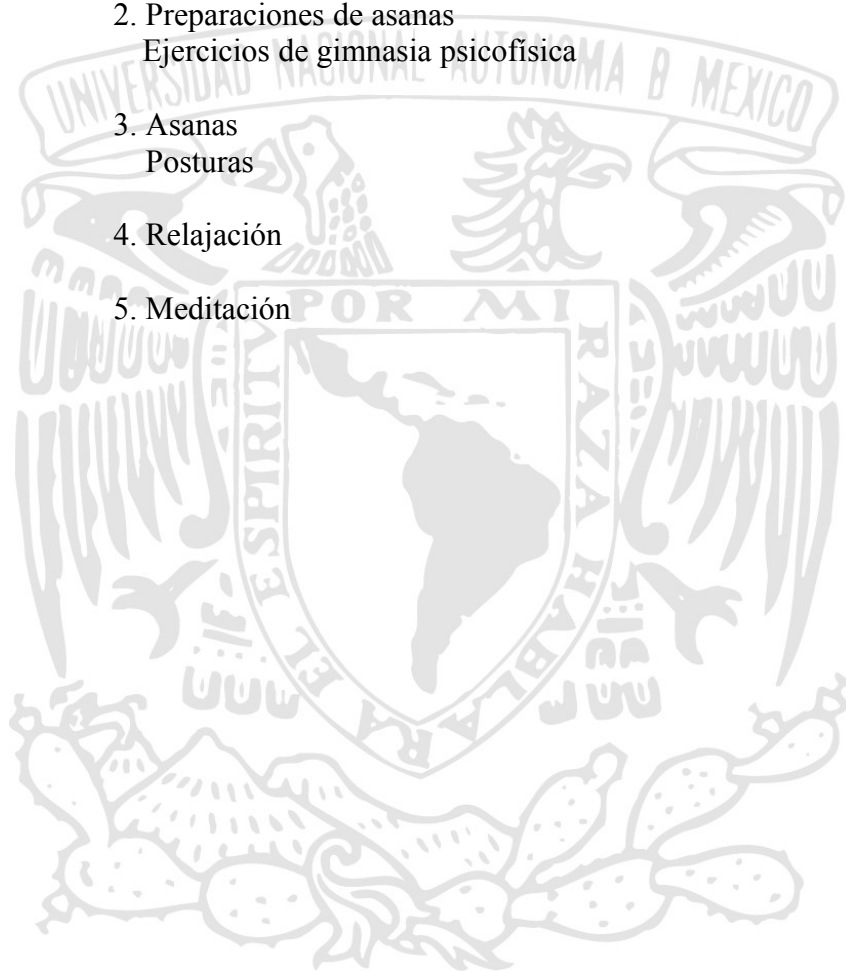 2. Preparaciones de asanas
Ejercicios de gimnasia psicofísica
UNIVERSIDAD NACIONAL AUTONOMA D MEXICO
3. Asanas
Posturas
4. Relajación
5. Meditación
POR MI RAZA HABLARA EL ESPIRITV